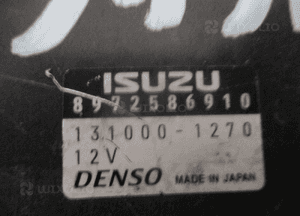 ISUZU
8972586910
131000-1270
12V
DENSO MADE IN JAPAN